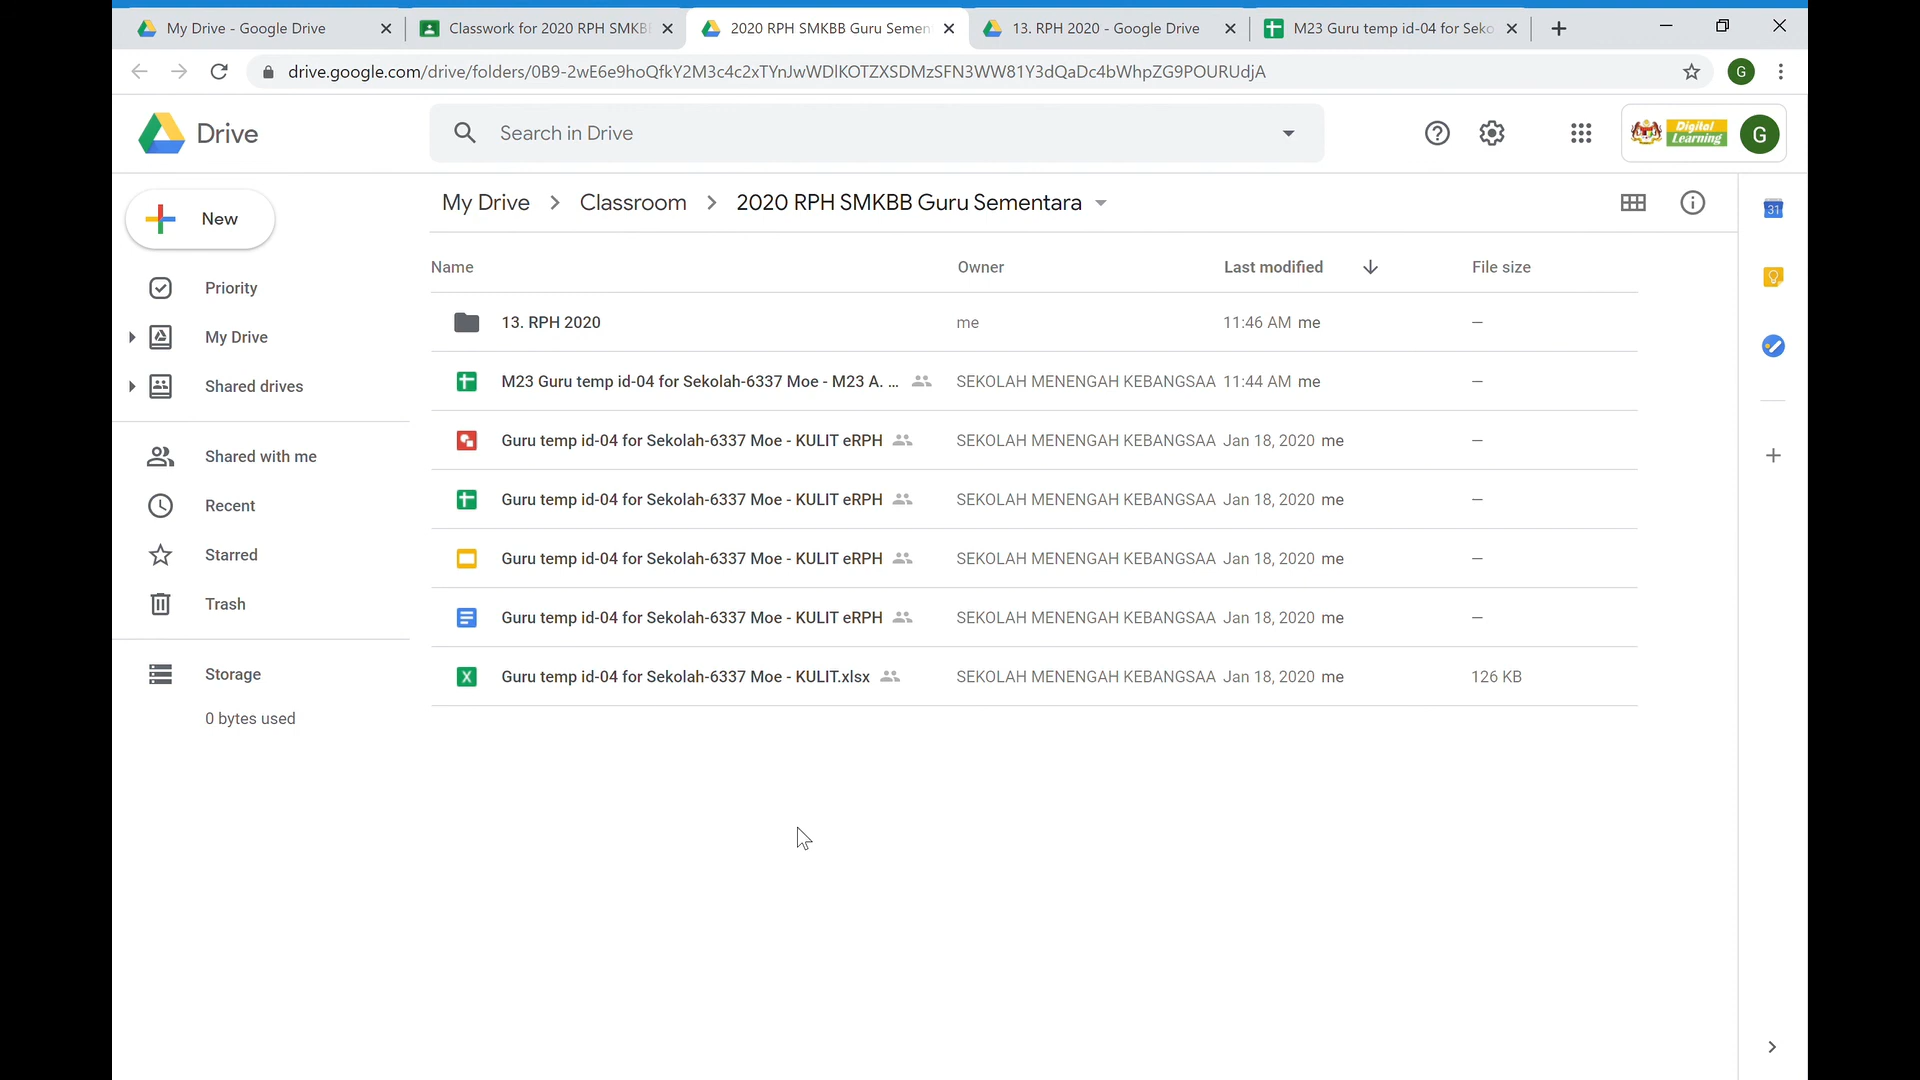 My Drive - Google Drive
Classwork for 2020 RPH SMKB
2020 RPH SMKBB Guru Semen
13. RPH 2020 - Google Drive
M23 Guru temp id-04 for Seko
drive.google.com/drive/folders/0B9-2wE6e9hoQfkY2M3c4c2xTYnJwWDlKOTZXSDMzSFN3WW81Y3dQaDc4bWhpZG9POURUdjA
G
Drive
Search in Drive
Digital
Learning
G
New
My Drive
Classroom
2020 RPH SMKBB Guru Sementara
31
Name
Owner
Last modified
File size
Priority
My Drive
Shared drives
Shared with me
Recent
Starred
Trash
Storage
0 bytes used
13. RPH 2020 me 11:46 AM me –
M23 Guru temp id-04 for Sekolah-6337 Moe - M23 A. ... SEKOLAH MENENGAH KEBANGSAA 11:44 AM me –
Guru temp id-04 for Sekolah-6337 Moe - KULIT eRPH SEKOLAH MENENGAH KEBANGSAA Jan 18, 2020 me –
Guru temp id-04 for Sekolah-6337 Moe - KULIT eRPH SEKOLAH MENENGAH KEBANGSAA Jan 18, 2020 me –
Guru temp id-04 for Sekolah-6337 Moe - KULIT eRPH SEKOLAH MENENGAH KEBANGSAA Jan 18, 2020 me –
Guru temp id-04 for Sekolah-6337 Moe - KULIT eRPH SEKOLAH MENENGAH KEBANGSAA Jan 18, 2020 me –
X Guru temp id-04 for Sekolah-6337 Moe - KULIT.xlsx SEKOLAH MENENGAH KEBANGSAA Jan 18, 2020 me 126 KB